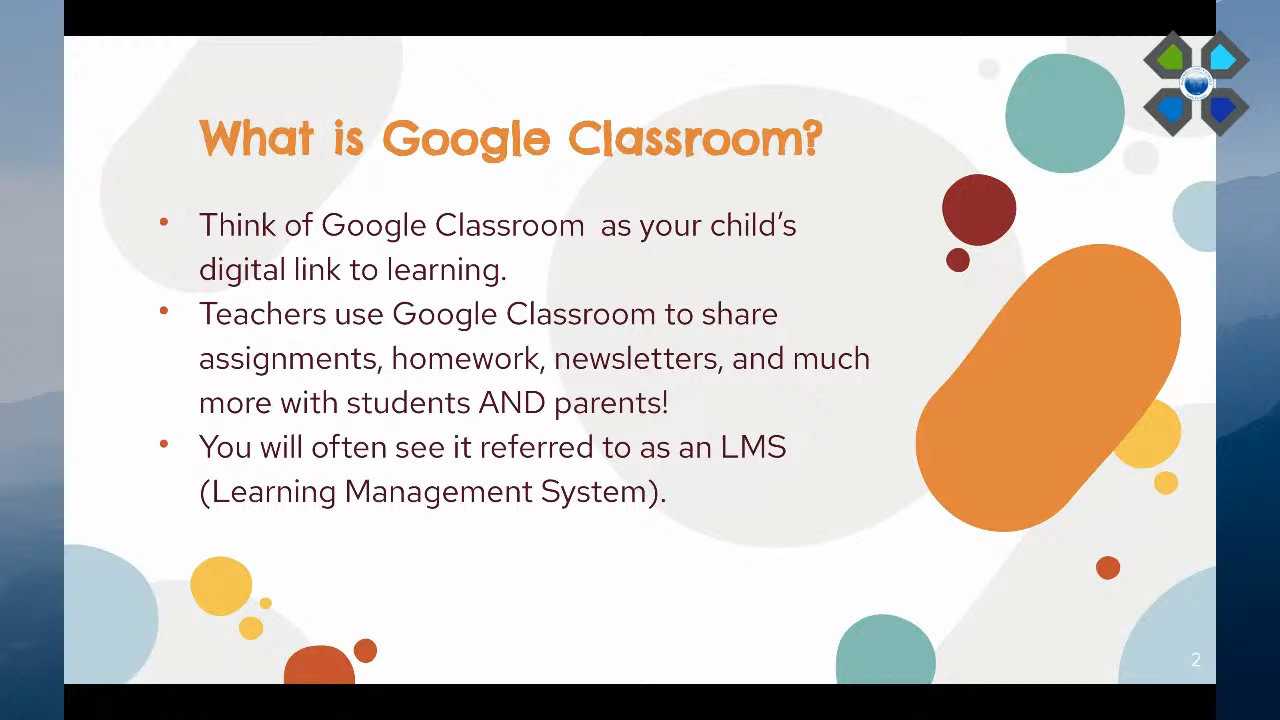 What is Google Classroom?
• Think of Google Classroom  as your child's
digital link to learning.
• Teachers use Google Classroom to share
assignments, homework, newsletters, and much
more with students AND parents!
• You will often see it referred to as an LMS
(Learning Management System).
2